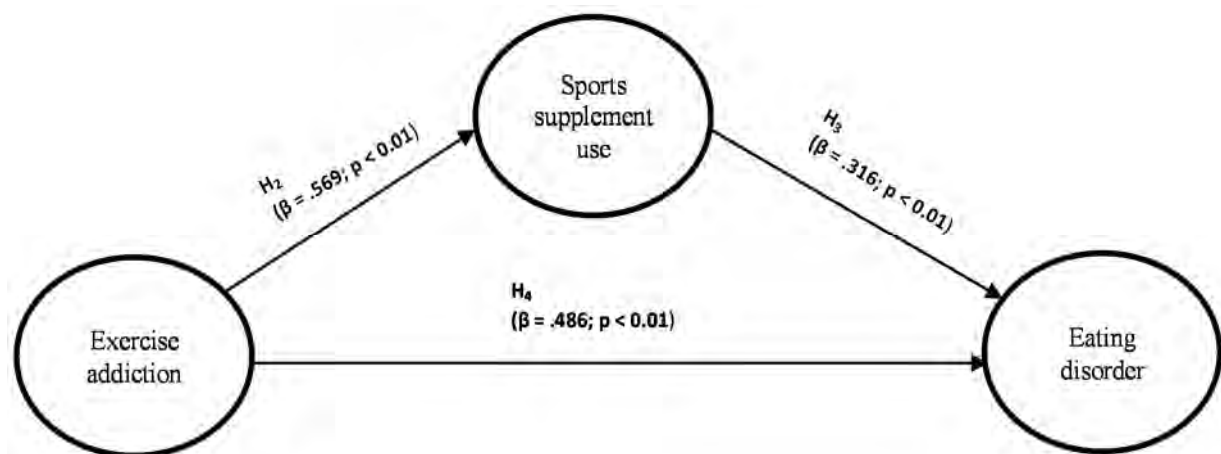 Sports
supplement
use
H₂
(β = .569; p < 0.01)
H₃
(β = .316; p < 0.01)
H₄
(β = .486; p < 0.01)
Exercise
addiction
Eating
disorder